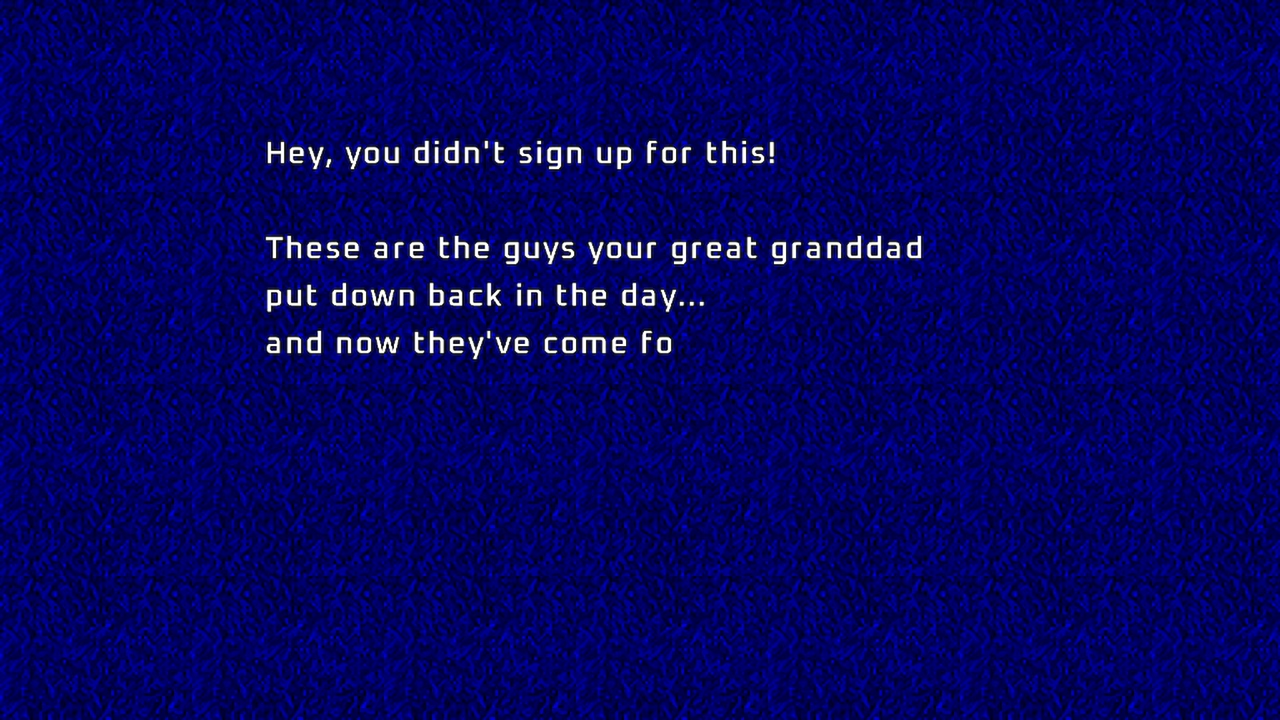 Hey, you didn't sign up for this!
These are the guys your great granddad
put down back in the day...
and now they've come fo